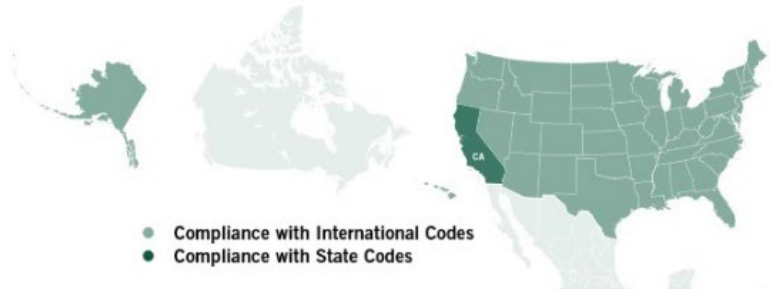 CA
Compliance with International Codes
Compliance with State Codes